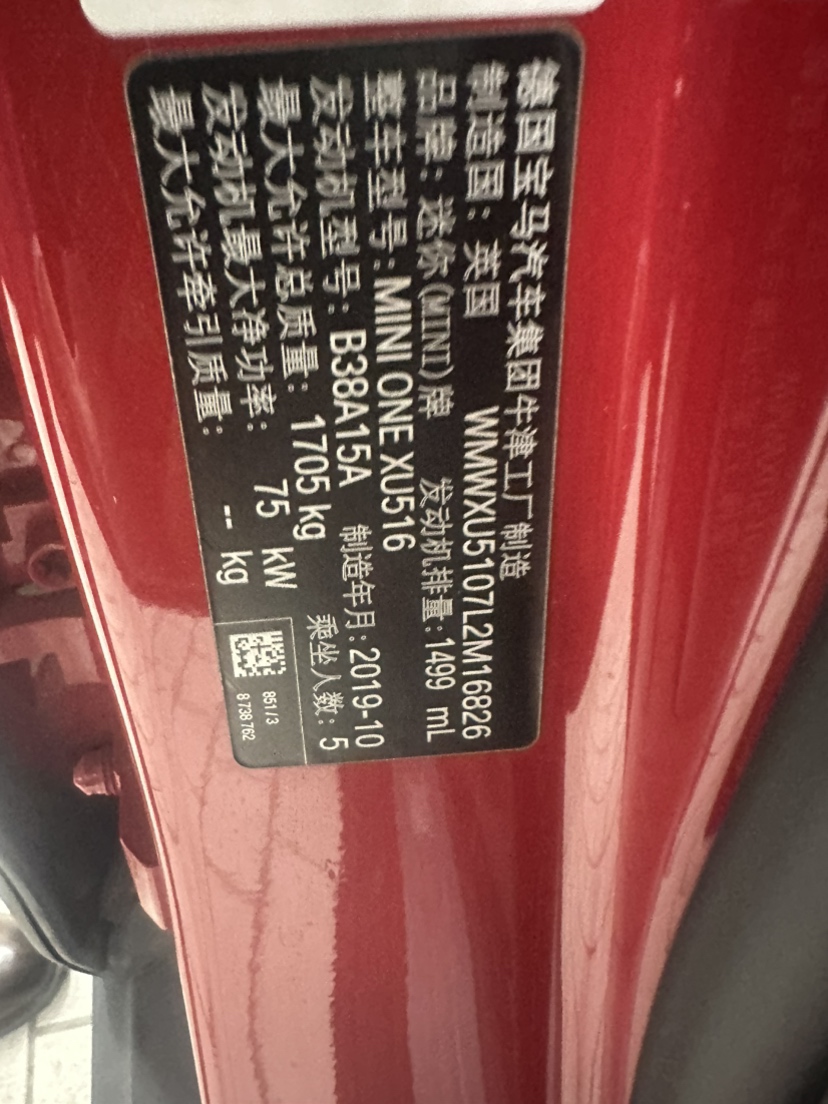 德国宝马汽车集团牛津工厂制造
制造国：英国 WMWXU5107L2M16826
品牌：迷你(MINI)牌 发动机排量：1499 mL
整车型号：MINI ONE XU516
发动机型号：B38A15A 制造年月：2019-10
最大允许总质量：1705 kg 乘坐人数：5
发动机最大净功率：75 kW
最大允许牵引质量：-- kg
851/3
8 738 762